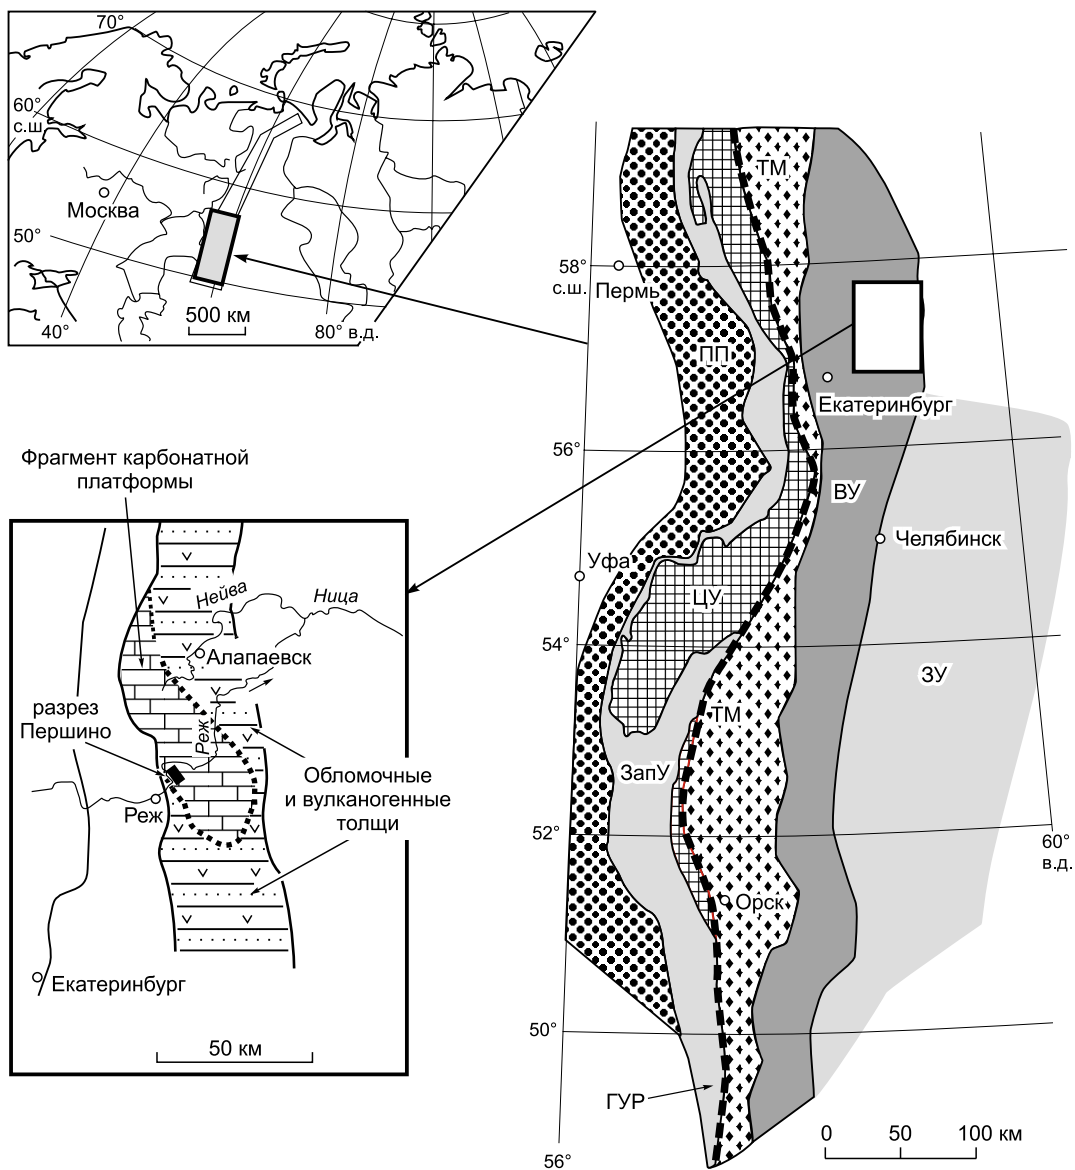 70°
60°
с.ш.
Москва
50°
500 км
40°
80° в.д.
ТМ
58°
с.ш.
Пермь
ПП
Екатеринбург
56°
ВУ
Челябинск
Уфа
ЦУ
54°
ЗУ
ТМ
ЗапУ
52°
60°
в.д.
Орск
50°
ГУР
56°
0 50 100 км
Фрагмент карбонатной
платформы
Нейва
Ница
Алапаевск
разрез
Першино
Реж
Реж
Обломочные
и вулканогенные
толщи
Екатеринбург
50 км